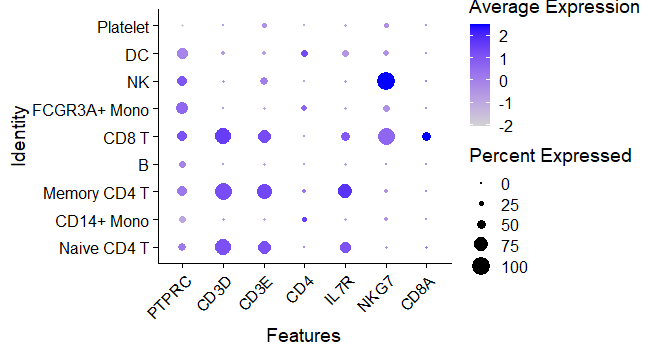 Platelet
DC
NK
FCGR3A+ Mono
CD8 T
B
Memory CD4 T
CD14+ Mono
Naive CD4 T
Identity
PTPRC
CD3D
CD3E
CD4
IL7R
NKG7
CD8A
Features
Average Expression
2
1
0
-1
-2
Percent Expressed
0
25
50
75
100